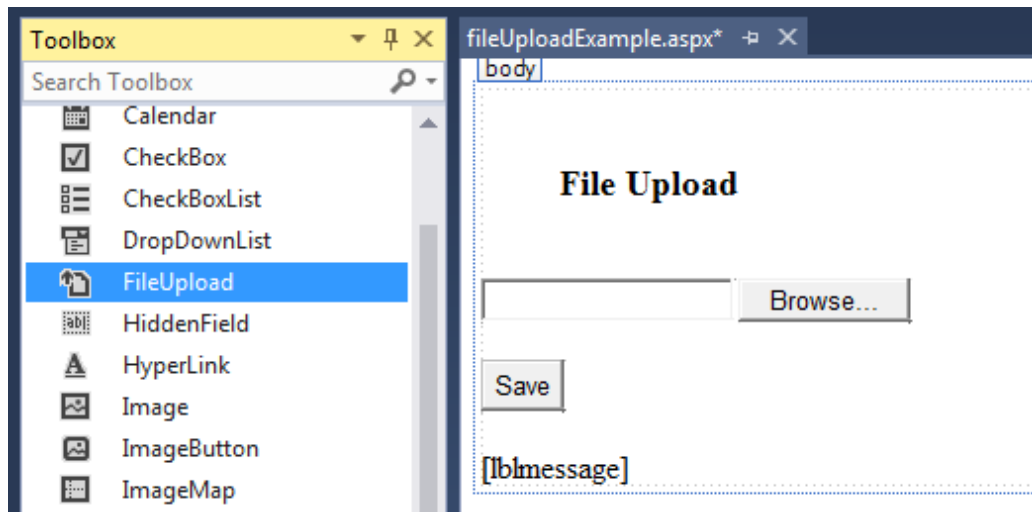 Toolbox
Search Toolbox
Calendar
CheckBox
CheckBoxList
DropDownList
FileUpload
HiddenField
HyperLink
Image
ImageButton
ImageMap
fileUploadExample.aspx*
body
File Upload
Browse...
Save
[lblmessage]